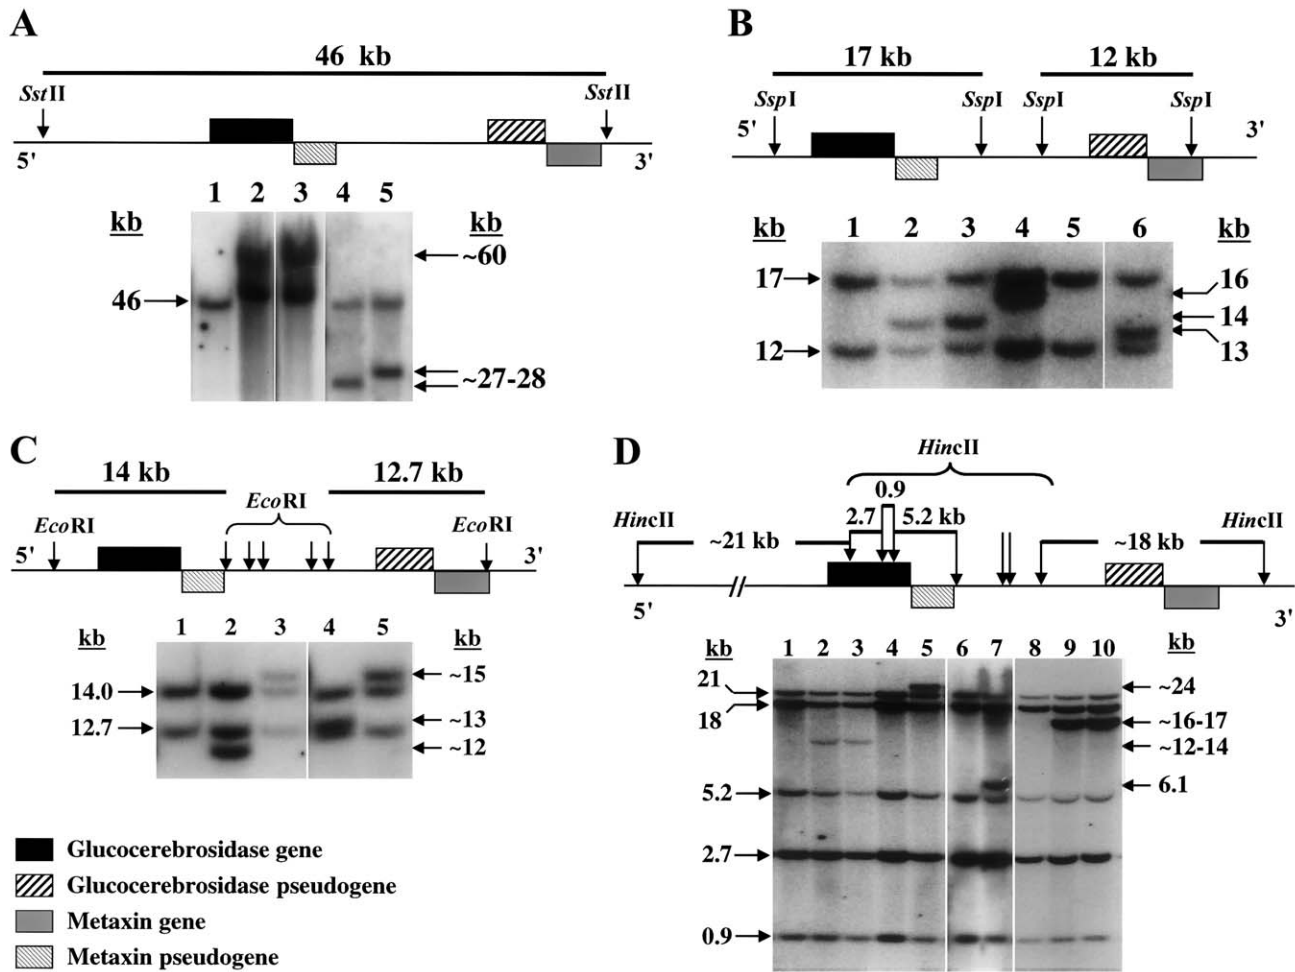 A
46 kb
SstII
SstII
5'
3'
1 2 3 4 5
kb
kb
46
~60
~27-28
B
17 kb
12 kb
SspI
SspI
SspI
SspI
5'
3'
kb
1 2 3 4 5 6
kb
17
12
16
14
13
C
14 kb
12.7 kb
EcoRI
EcoRI
EcoRI
5'
3'
kb
1 2 3 4 5
kb
14.0
12.7
~15
~13
~12
D
HincII
0.9
HincII
2.7
5.2 kb
HincII
~21 kb
~18 kb
5'
3'
kb
1 2 3 4 5 6 7 8 9 10
kb
21
18
5.2
2.7
0.9
~24
~16-17
~12-14
6.1
Glucocerebrosidase gene
Glucocerebrosidase pseudogene
Metaxin gene
Metaxin pseudogene